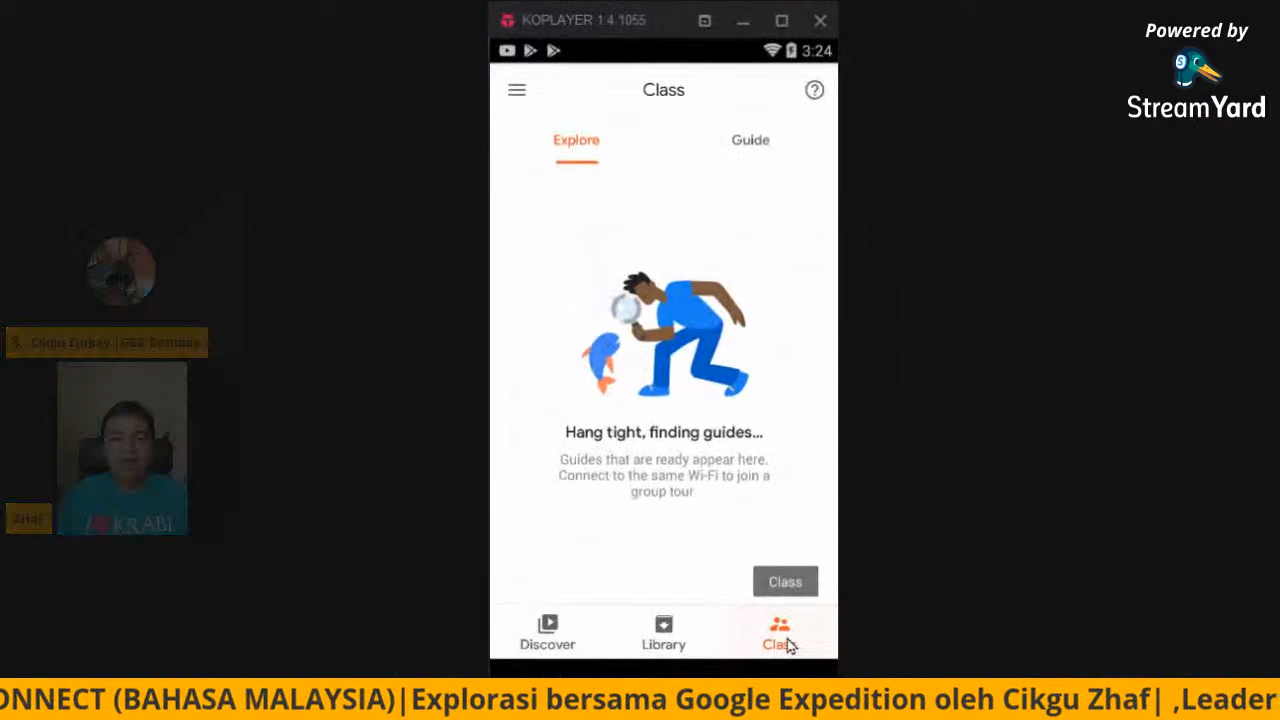 KOPLAYER 1.4.1055
3:24
Class
Explore
Guide
Hang tight, finding guides...
Guides that are ready appear here.
Connect to the same Wi-Fi to join a
group tour
Class
Discover
Library
Class
Powered by
StreamYard
Zhaf
KRABI
ONNECT (BAHASA MALAYSIA)|Explorasi bersama Google Expedition oleh Cikgu Zhaf| ,Leader